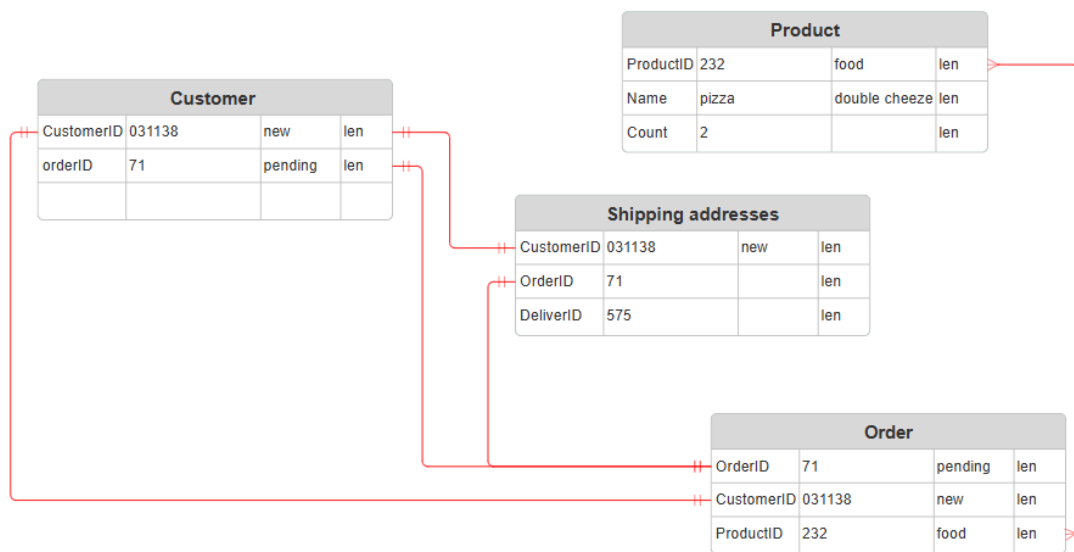 Product
ProductID 232 food len
Name pizza double cheeze len
Count 2 len
Customer
CustomerID 031138 new len
orderID 71 pending len
Shipping addresses
CustomerID 031138 new len
OrderID 71 len
DeliverID 575 len
Order
OrderID 71 pending len
CustomerID 031138 new len
ProductID 232 food len